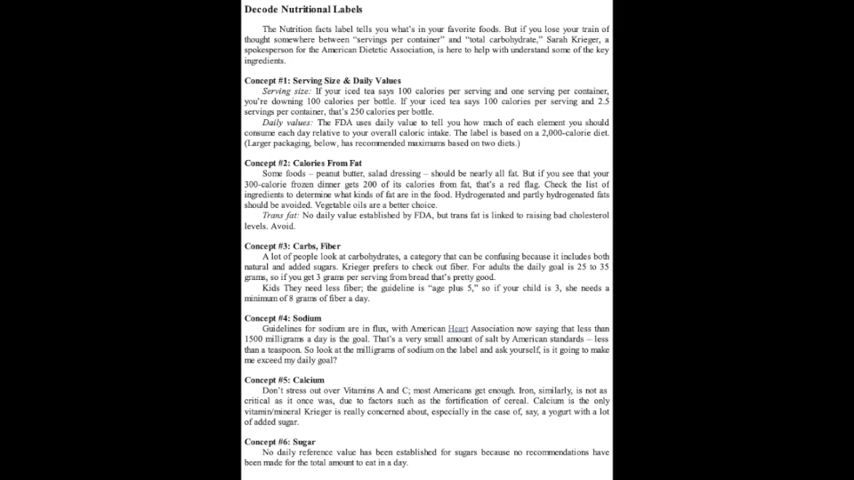 Decode Nutritional Labels
The Nutrition facts label tells you what's in your favorite foods. But if you lose your train of
thought somewhere between "servings per container" and "total carbohydrate," Sarah Krieger, a
spokesperson for the American Dietetic Association, is here to help with understand some of the key
ingredients.
Concept #1: Serving Size & Daily Values
Serving size: If your iced tea says 100 calories per serving and one serving per container,
you're downing 100 calories per bottle. If your iced tea says 100 calories per serving and 2.5
servings per container, that's 250 calories per bottle.
Daily values: The FDA uses daily value to tell you how much of each element you should
consume each day relative to your overall caloric intake. The label is based on a 2,000-calorie diet.
(Larger packaging, below, has recommended maximums based on two diets.)
Concept #2: Calories From Fat
Some foods – peanut butter, salad dressing – should be nearly all fat. But if you see that your
300-calorie frozen dinner gets 200 of its calories from fat, that's a red flag. Check the list of
ingredients to determine what kinds of fat are in the food. Hydrogenated and partly hydrogenated fats
should be avoided. Vegetable oils are a better choice.
Trans fat: No daily value established by FDA, but trans fat is linked to raising bad cholesterol
levels. Avoid.
Concept #3: Carbs, Fiber
A lot of people look at carbohydrates, a category that can be confusing because it includes both
natural and added sugars. Krieger prefers to check out fiber. For adults the daily goal is 25 to 35
grams, so if you get 3 grams per serving from bread that's pretty good.
Kids They need less fiber; the guideline is "age plus 5," so if your child is 3, she needs a
minimum of 8 grams of fiber a day.
Concept #4: Sodium
Guidelines for sodium are in flux, with American Heart Association now saying that less than
1500 milligrams a day is the goal. That's a very small amount of salt by American standards – less
than a teaspoon. So look at the milligrams of sodium on the label and ask yourself, is it going to make
me exceed my daily goal?
Concept #5: Calcium
Don't stress out over Vitamins A and C; most Americans get enough. Iron, similarly, is not as
critical as it once was, due to factors such as the fortification of cereal. Calcium is the only
vitamin/mineral Krieger is really concerned about, especially in the case of, say, a yogurt with a lot
of added sugar.
Concept #6: Sugar
No daily reference value has been established for sugars because no recommendations have
been made for the total amount to eat in a day.